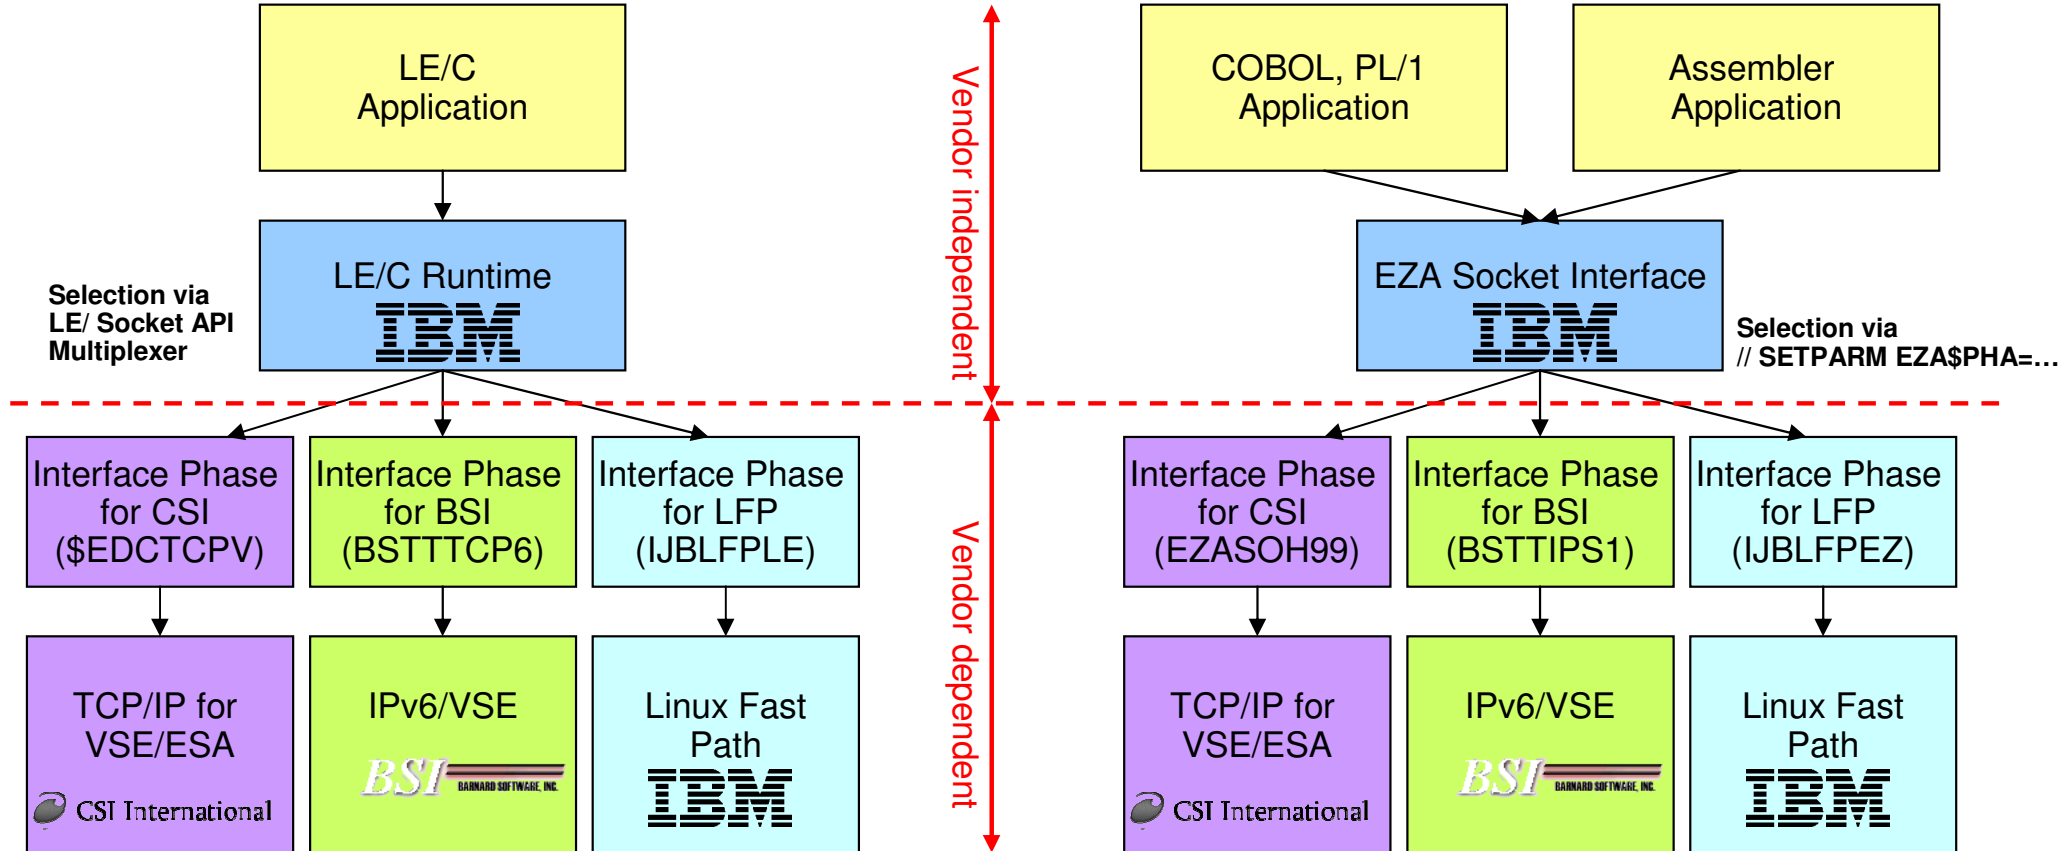 LE/C
Application
COBOL, PL/1
Application
Assembler
Application
Vendor independent
Selection via
LE/ Socket API
Multiplexer
LE/C Runtime
IBM
EZA Socket Interface
IBM
Selection via
// SETPARM EZA$PHA=…
Interface Phase
for CSI
($EDCTCPV)
Interface Phase
for BSI
(BSTTTCP6)
Interface Phase
for LFP
(IJBLFPLE)
Vendor dependent
Interface Phase
for CSI
(EZASOH99)
Interface Phase
for BSI
(BSTTIPS1)
Interface Phase
for LFP
(IJBLFPEZ)
TCP/IP for
VSE/ESA
CSI International
IPv6/VSE
BSI
BARNARD SOFTWARE, INC.
Linux Fast
Path
IBM
TCP/IP for
VSE/ESA
CSI International
IPv6/VSE
BSI
BARNARD SOFTWARE, INC.
Linux Fast
Path
IBM